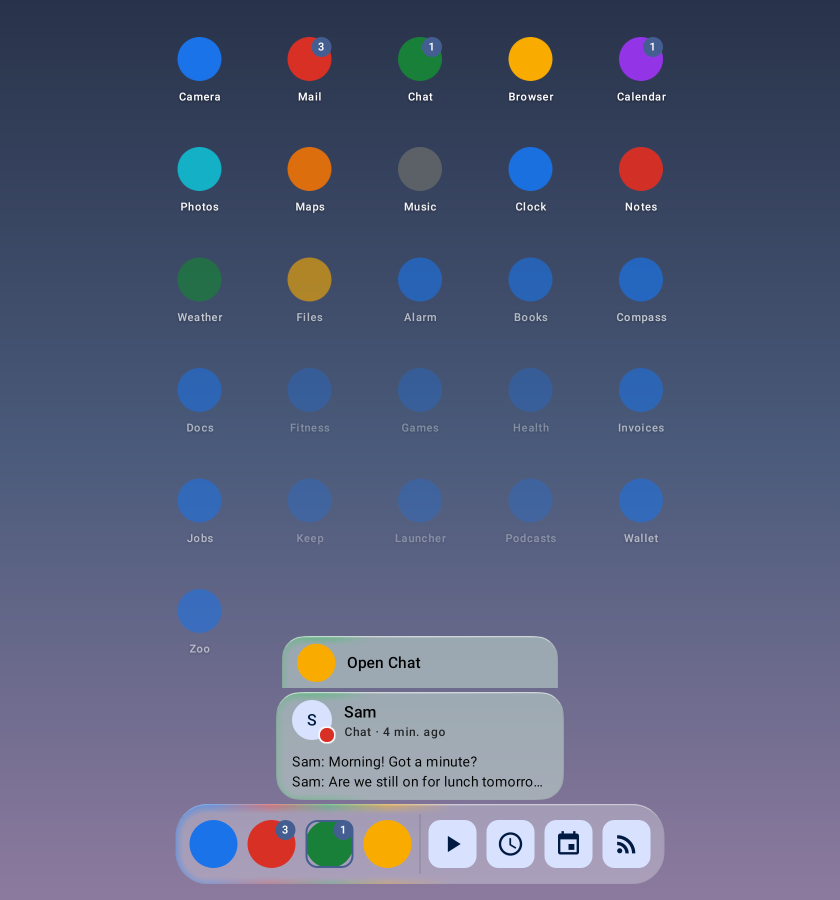 3 1 1
Camera Mail Chat Browser Calendar
Photos Maps Music Clock Notes
Weather Files Alarm Books Compass
Docs Fitness Games Health Invoices
Jobs Keep Launcher Podcasts Wallet
Zoo
Open Chat
S
Sam
Chat · 4 min. ago
Sam: Morning! Got a minute?
Sam: Are we still on for lunch tomorro…
3 1